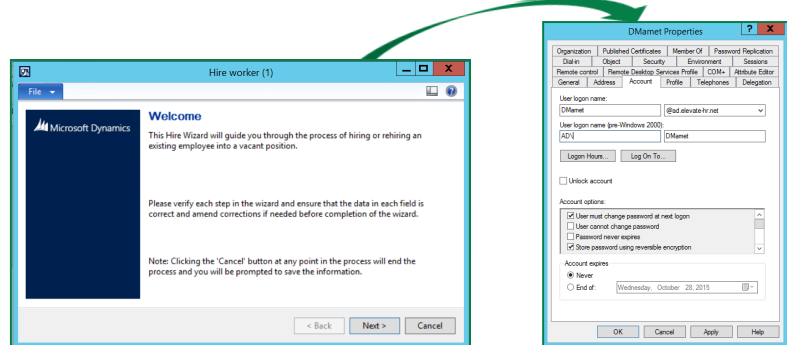 Hire worker (1)
File
Microsoft Dynamics
Welcome
This Hire Wizard will guide you through the process of hiring or rehiring an
existing employee into a vacant position.
Please verify each step in the wizard and ensure that the data in each field is
correct and amend corrections if needed before completion of the wizard.
Note: Clicking the 'Cancel' button at any point in the process will end the
process and you will be prompted to save the information.
< Back Next > Cancel
DMamet Properties ? X
Organization Published Certificates Member Of Password Replication
Dial-in Object Security Environment Sessions
Remote control Remote Desktop Services Profile COM+ Attribute Editor
General Address Account Profile Telephones Delegation
User logon name:
DMamet @ad.elevate-hr.net
User logon name (pre-Windows 2000):
AD\ DMamet
Logon Hours... Log On To...
Unlock account
Account options:
User must change password at next logon
User cannot change password
Password never expires
Store password using reversible encryption
Account expires
Never
End of: Wednesday, October 28, 2015
OK Cancel Apply Help